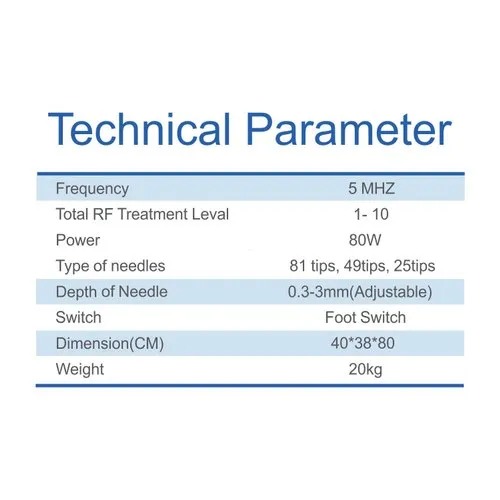 Technical Parameter
Frequency 5 MHZ
Total RF Treatment Leval 1- 10
Power 80W
Type of needles 81 tips, 49tips, 25tips
Depth of Needle 0.3-3mm(Adjustable)
Switch Foot Switch
Dimension(CM) 40*38*80
Weight 20kg